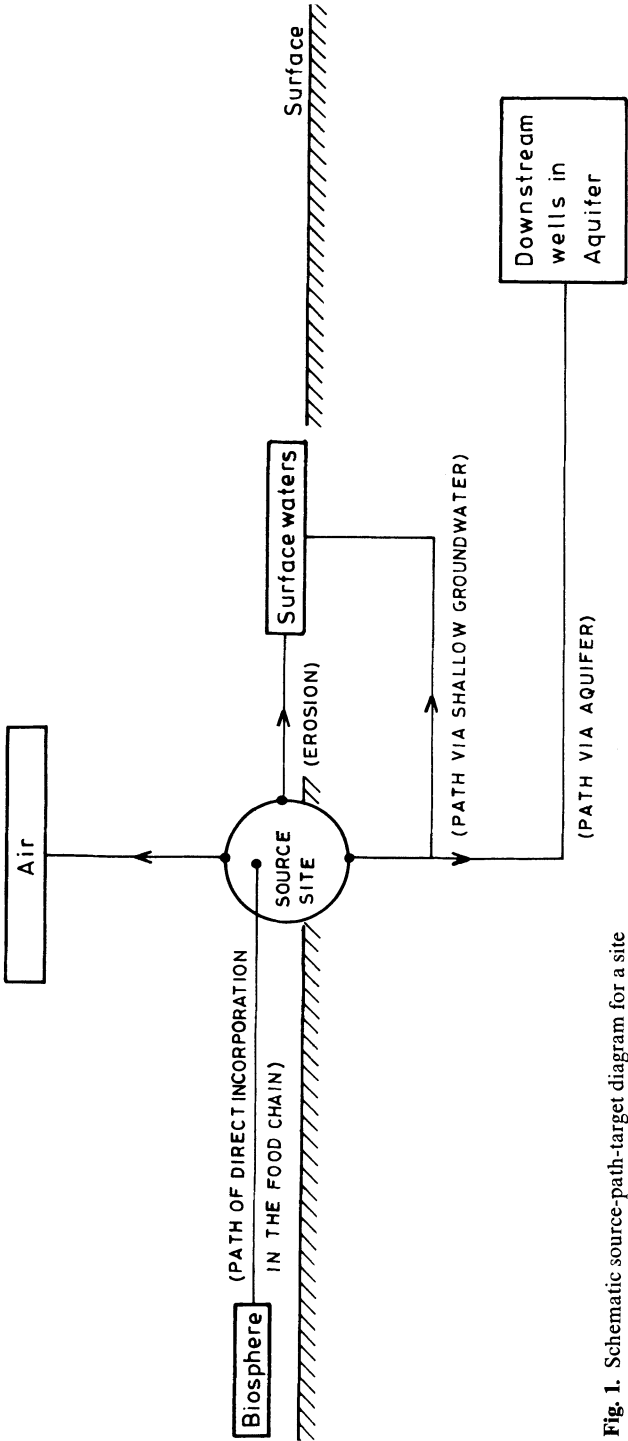 Air
Surface
Biosphere
(PATH OF DIRECT INCORPORATION
IN THE FOOD CHAIN)
SOURCE
SITE
(EROSION)
Surface waters
(PATH VIA SHALLOW GROUNDWATER)
(PATH VIA AQUIFER)
Downstream
wells in
Aquifer
Fig. 1. Schematic source-path-target diagram for a site